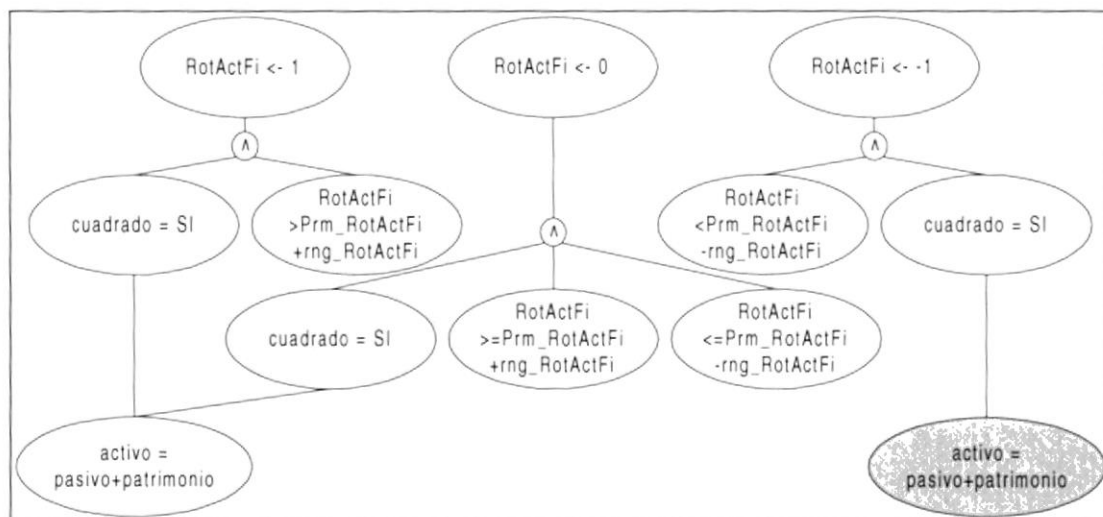 RotActFi <- 1
RotActFi <- 0
RotActFi <- -1
∧
∧
cuadrado = SI
RotActFi
>Prm_RotActFi
+rng_RotActFi
∧
RotActFi
<Prm_RotActFi
-rng_RotActFi
cuadrado = SI
cuadrado = SI
RotActFi
>=Prm_RotActFi
+rng_RotActFi
RotActFi
<=Prm_RotActFi
-rng_RotActFi
activo =
pasivo+patrimonio
activo =
pasivo+patrimonio